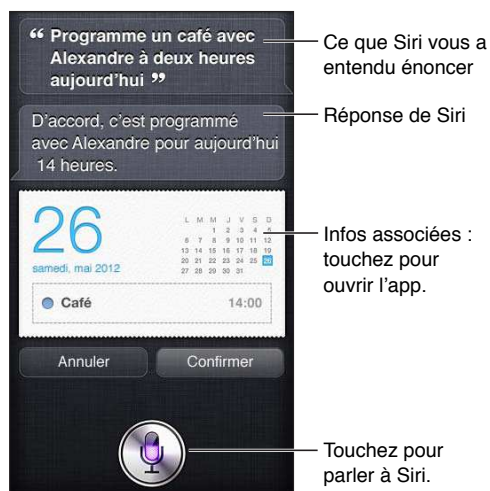 “ Programme un café avec
Alexandre à deux heures
aujourd'hui ”
Ce que Siri vous a
entendu énoncer
D'accord, c'est programmé
avec Alexandre pour aujourd'hui
14 heures.
Réponse de Siri
26
samedi, mai 2012
L M M J V S D
1 2 3 4 5
6 7 8 9 10 11 12
13 14 15 16 17 18 19
20 21 22 23 24 25 26
27 28 29 30 31
Café 14:00
Infos associées :
touchez pour
ouvrir l’app.
Annuler Confirmer
Touchez pour
parler à Siri.